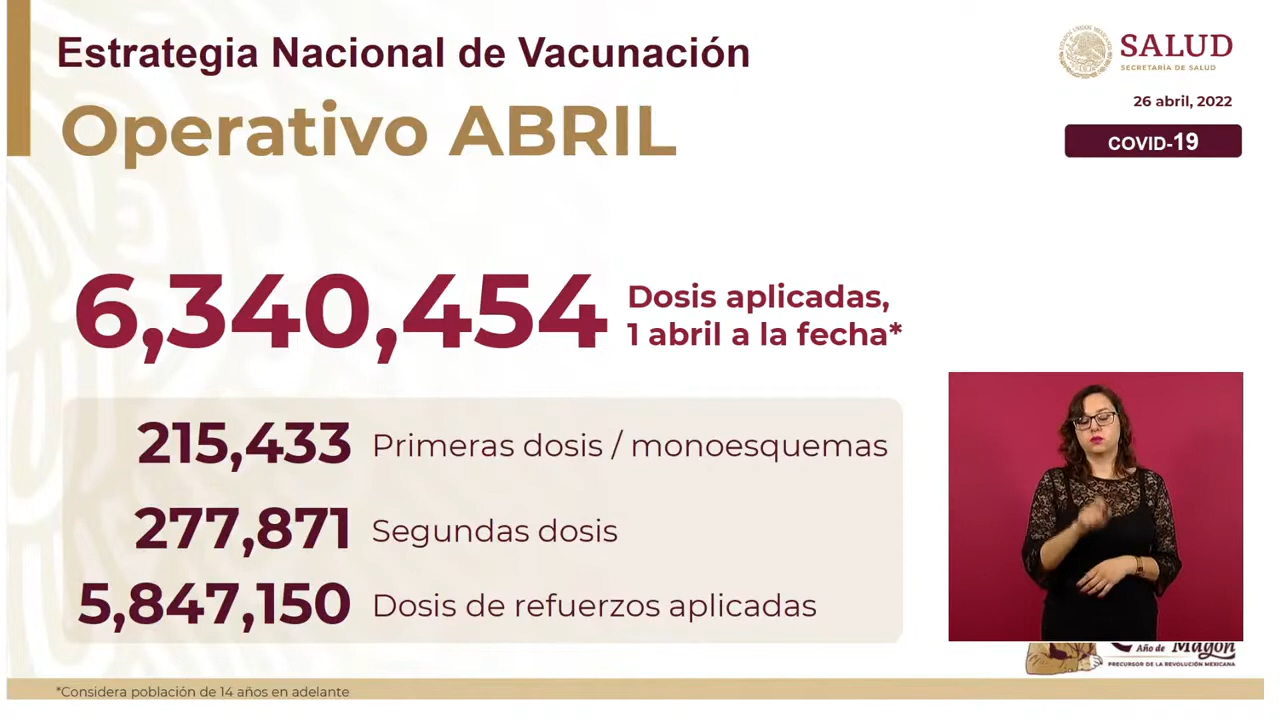 Estrategia Nacional de Vacunación
Operativo ABRIL
SALUD
SECRETARÍA DE SALUD
26 abril, 2022
COVID-19
6,340,454 Dosis aplicadas,
1 abril a la fecha*
215,433 Primeras dosis / monoesquemas
277,871 Segundas dosis
5,847,150 Dosis de refuerzos aplicadas
Año de Magón
PRECURSOR DE LA REVOLUCIÓN MEXICANA
*Considera población de 14 años en adelante